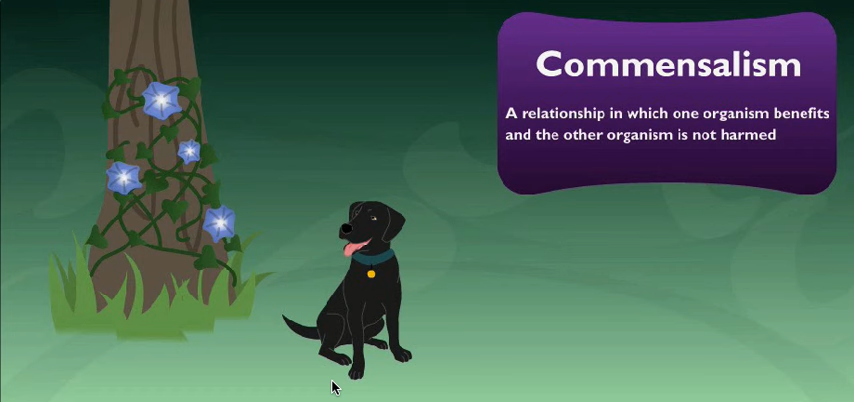 Commensalism
A relationship in which one organism benefits
and the other organism is not harmed